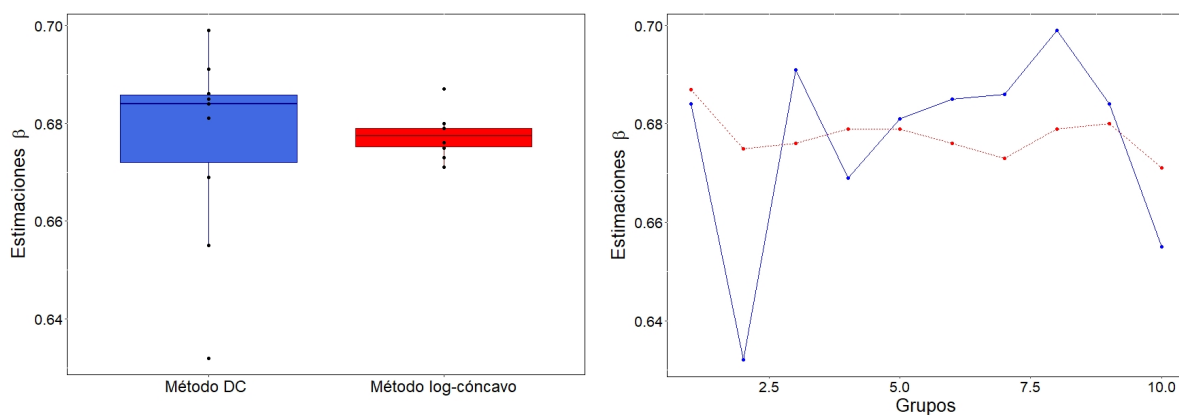 Estimaciones β
0.70
0.68
0.66
0.64
Método DC
Método log-cóncavo
Estimaciones β
0.70
0.68
0.66
0.64
2.5
5.0
7.5
10.0
Grupos